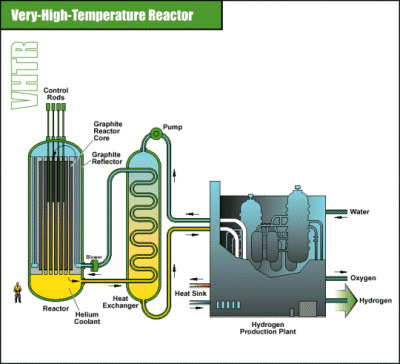 Very-High-Temperature Reactor
VHTR
Control
Rods
Graphite
Reactor
Core
Graphite
Reflector
Pump
Blower
Water
Oxygen
Hydrogen
Heat Sink
Heat
Exchanger
Reactor
Helium
Coolant
Hydrogen
Production Plant